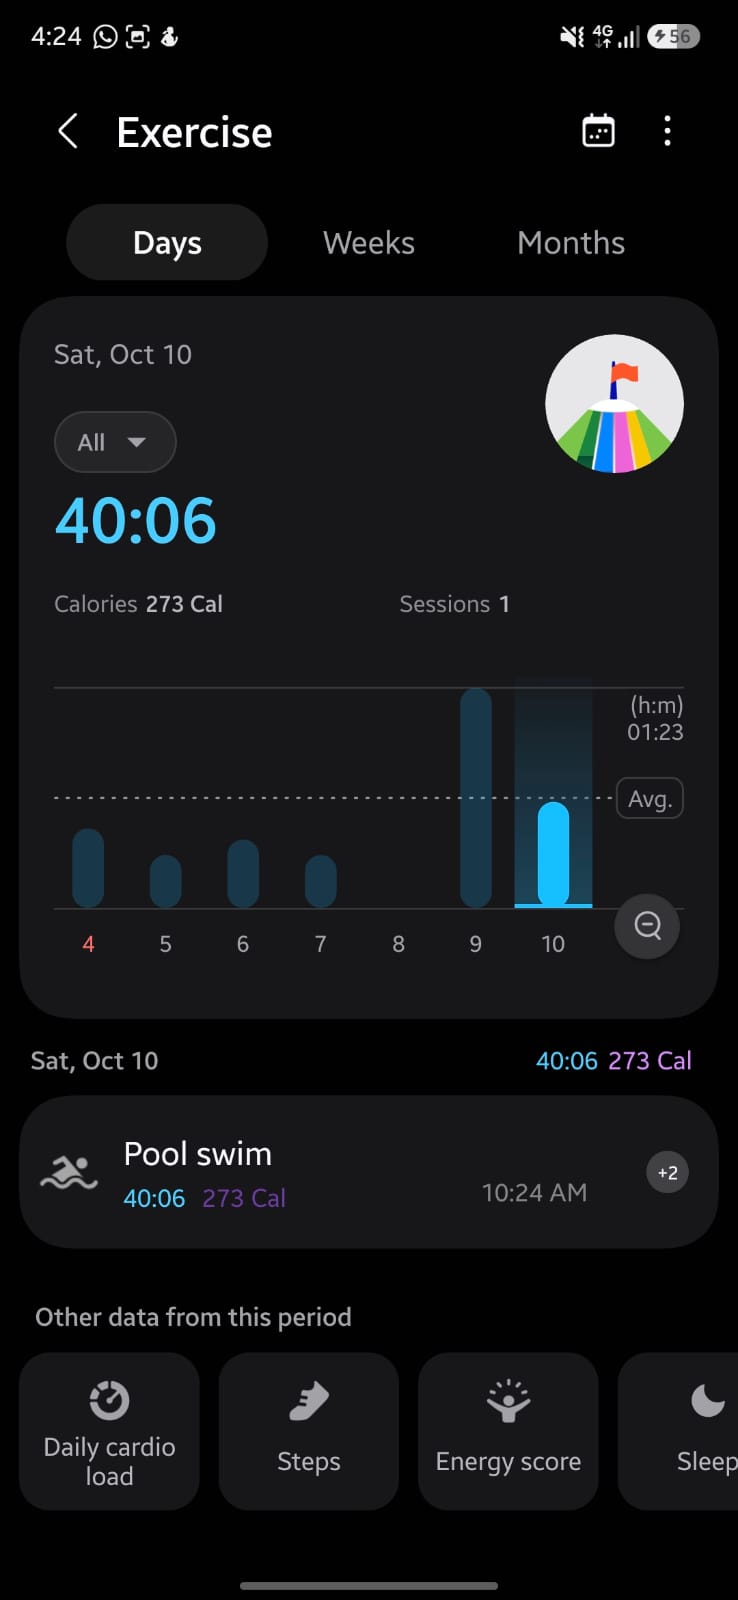 4:24
4G
56
Exercise
Days Weeks Months
Sat, Oct 10
All
40:06
Calories 273 Cal Sessions 1
(h:m)
01:23
Avg.
4 5 6 7 8 9 10
Sat, Oct 10 40:06 273 Cal
Pool swim
40:06 273 Cal 10:24 AM +2
Other data from this period
Daily cardio
load
Steps
Energy score
Sleep